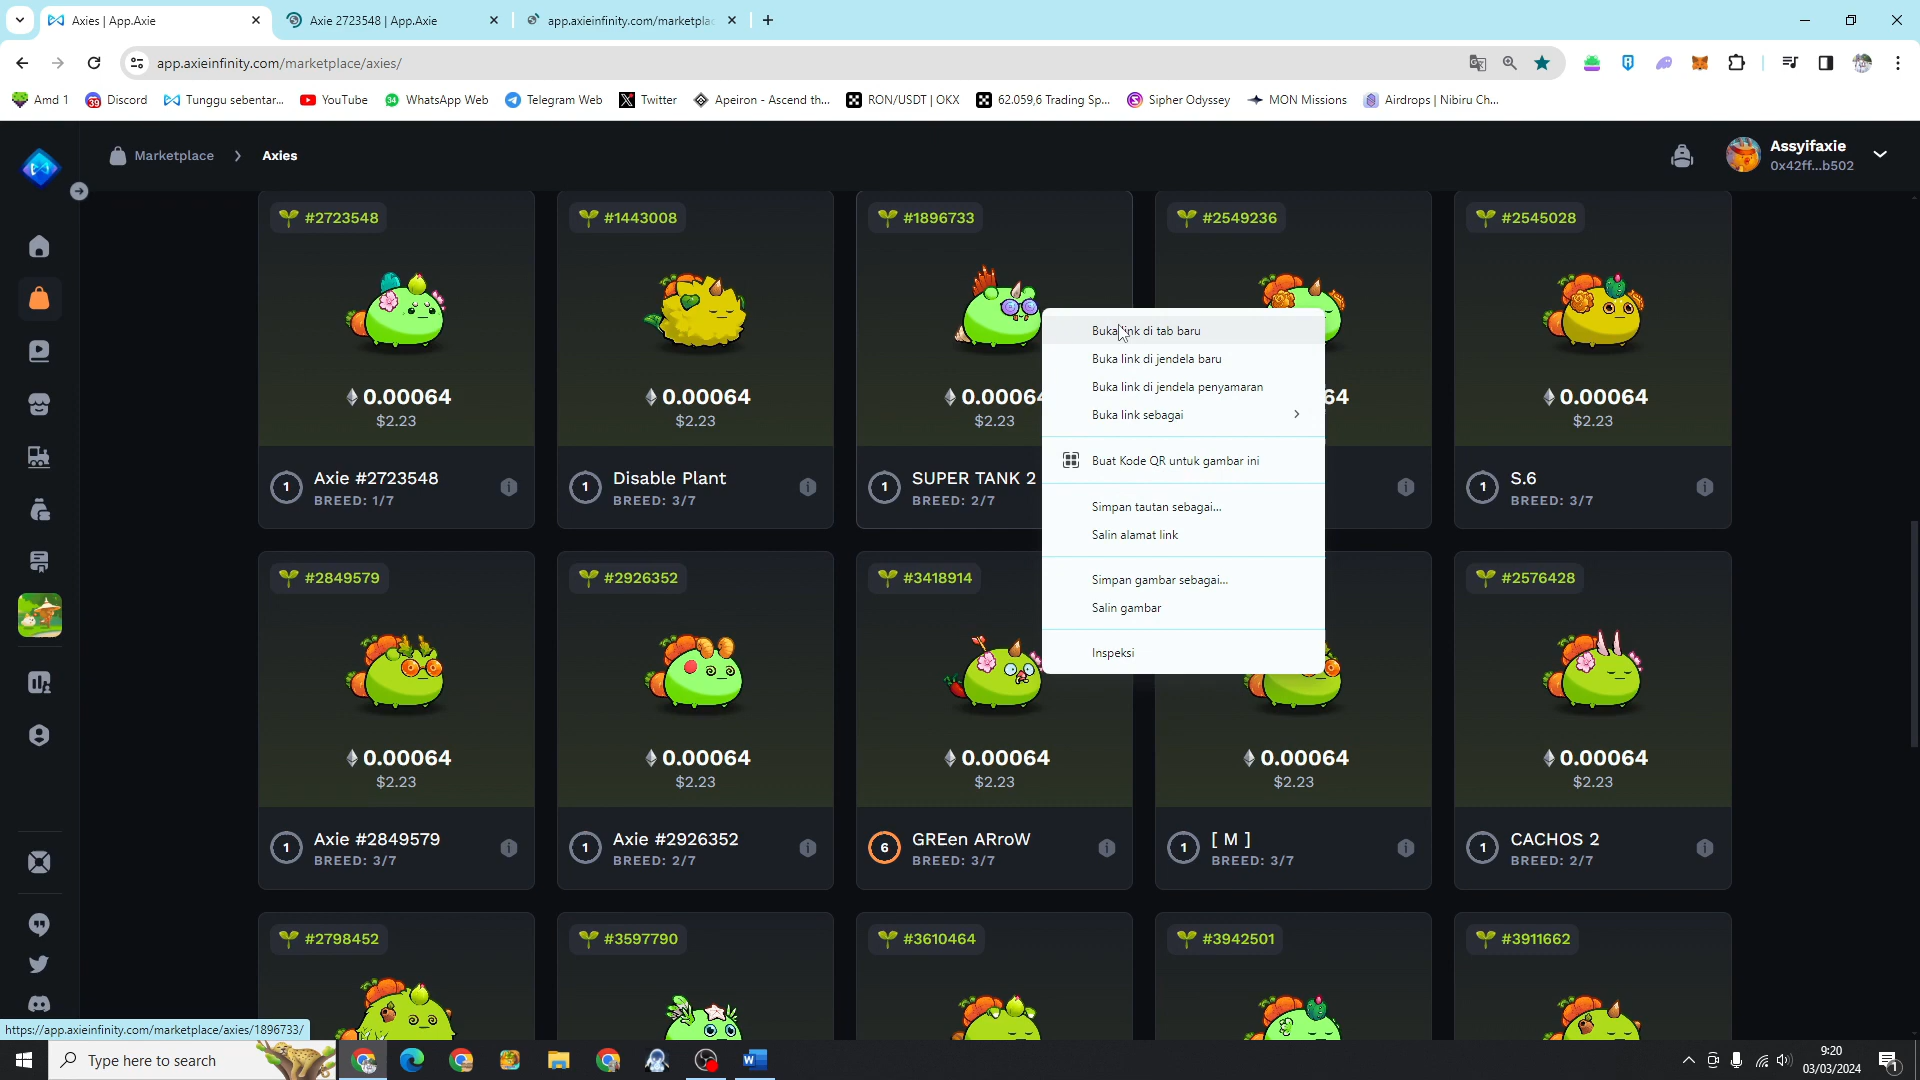 Axies | App.Axie
Axie 2723548 | App.Axie
app.axieinfinity.com/marketpla
app.axieinfinity.com/marketplace/axies/
Amd 1
39
Discord
Tunggu sebentar...
YouTube
34
WhatsApp Web
Telegram Web
Twitter
Apeiron - Ascend th...
RON/USDT | OKX
62.059,6 Trading Sp...
Sipher Odyssey
MON Missions
Airdrops | Nibiru Ch...
Marketplace
Axies
Assyifaxie
0x42ff...b502
#2723548
#1443008
#1896733
#2549236
#2545028
0.00064
0.00064
0.00064
64
0.00064
$2.23
$2.23
$2.23
$2.23
1
Axie #2723548
BREED: 1/7
1
Disable Plant
BREED: 3/7
1
SUPER TANK 2
BREED: 2/7
1
S.6
BREED: 3/7
Buka link di tab baru
Buka link di jendela baru
Buka link di jendela penyamaran
Buka link sebagai
Buat Kode QR untuk gambar ini
Simpan tautan sebagai...
Salin alamat link
Simpan gambar sebagai...
Salin gambar
Inspeksi
#2849579
#2926352
#3418914
#2576428
0.00064
0.00064
0.00064
0.00064
0.00064
$2.23
$2.23
$2.23
$2.23
$2.23
1
Axie #2849579
BREED: 3/7
1
Axie #2926352
BREED: 2/7
6
GREen ARroW
BREED: 3/7
1
[ M ]
BREED: 3/7
1
CACHOS 2
BREED: 2/7
#2798452
#3597790
#3610464
#3942501
#3911662
https://app.axieinfinity.com/marketplace/axies/1896733/
Type here to search
9:20
03/03/2024
1